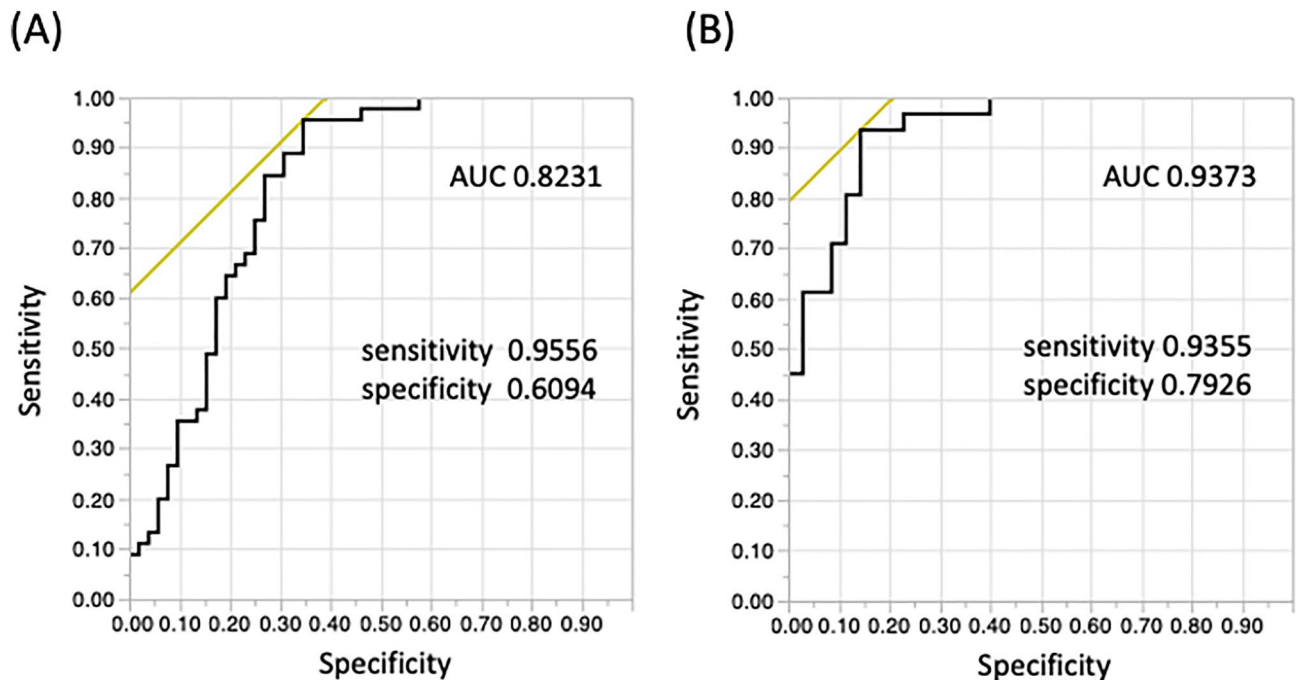 (A)
1.00
0.90
0.80
0.70
0.60
0.50
0.40
0.30
0.20
0.10
0.00
Sensitivity
AUC 0.8231
sensitivity 0.9556
specificity 0.6094
0.00 0.10 0.20 0.30 0.40 0.50 0.60 0.70 0.80 0.90
Specificity
(B)
1.00
0.90
0.80
0.70
0.60
0.50
0.40
0.30
0.20
0.10
0.00
Sensitivity
AUC 0.9373
sensitivity 0.9355
specificity 0.7926
0.00 0.10 0.20 0.30 0.40 0.50 0.60 0.70 0.80 0.90
Specificity